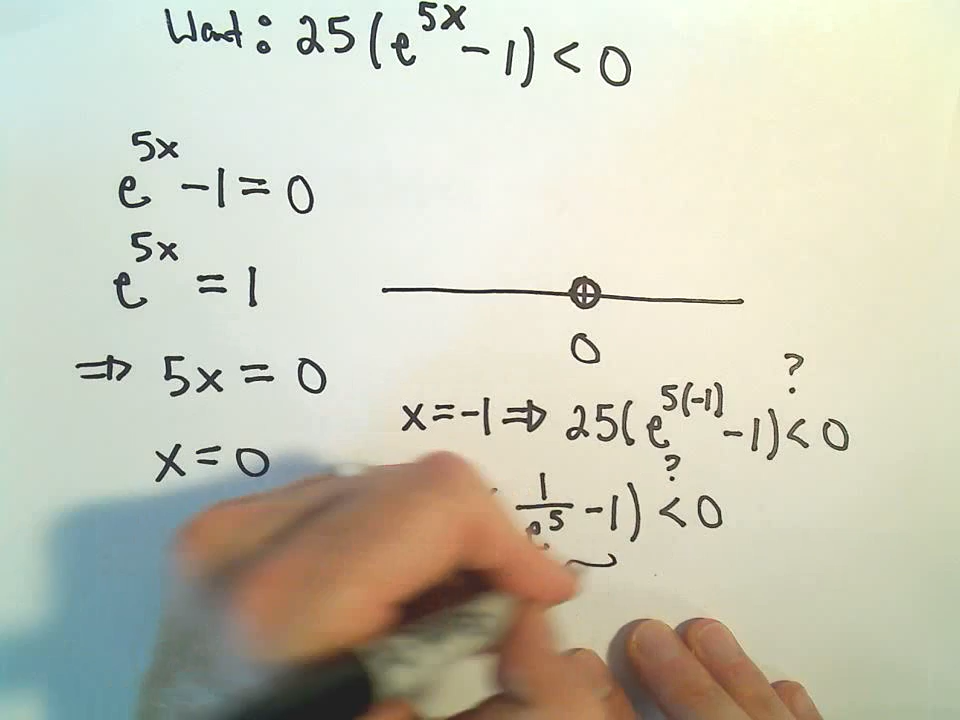 Want: 25(e^{5x} - 1) < 0
e^{5x} - 1 = 0
e^{5x} = 1
0
⇒ 5x = 0
x = -1 ⇒ 25(e^{5(-1)} - 1) <^{?} 0
x = 0
1/e^5 - 1) <^{?} 0